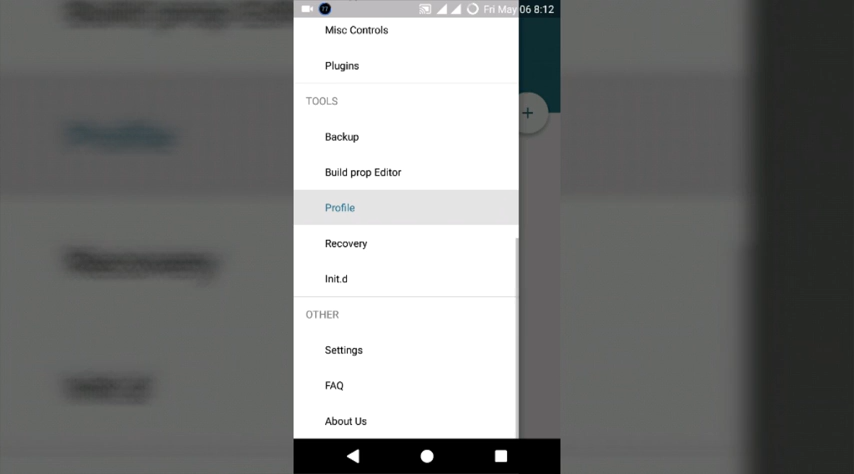 Fri May 06 8:12
Misc Controls
Plugins
TOOLS
Backup
Build prop Editor
Profile
Recovery
Init.d
OTHER
Settings
FAQ
About Us